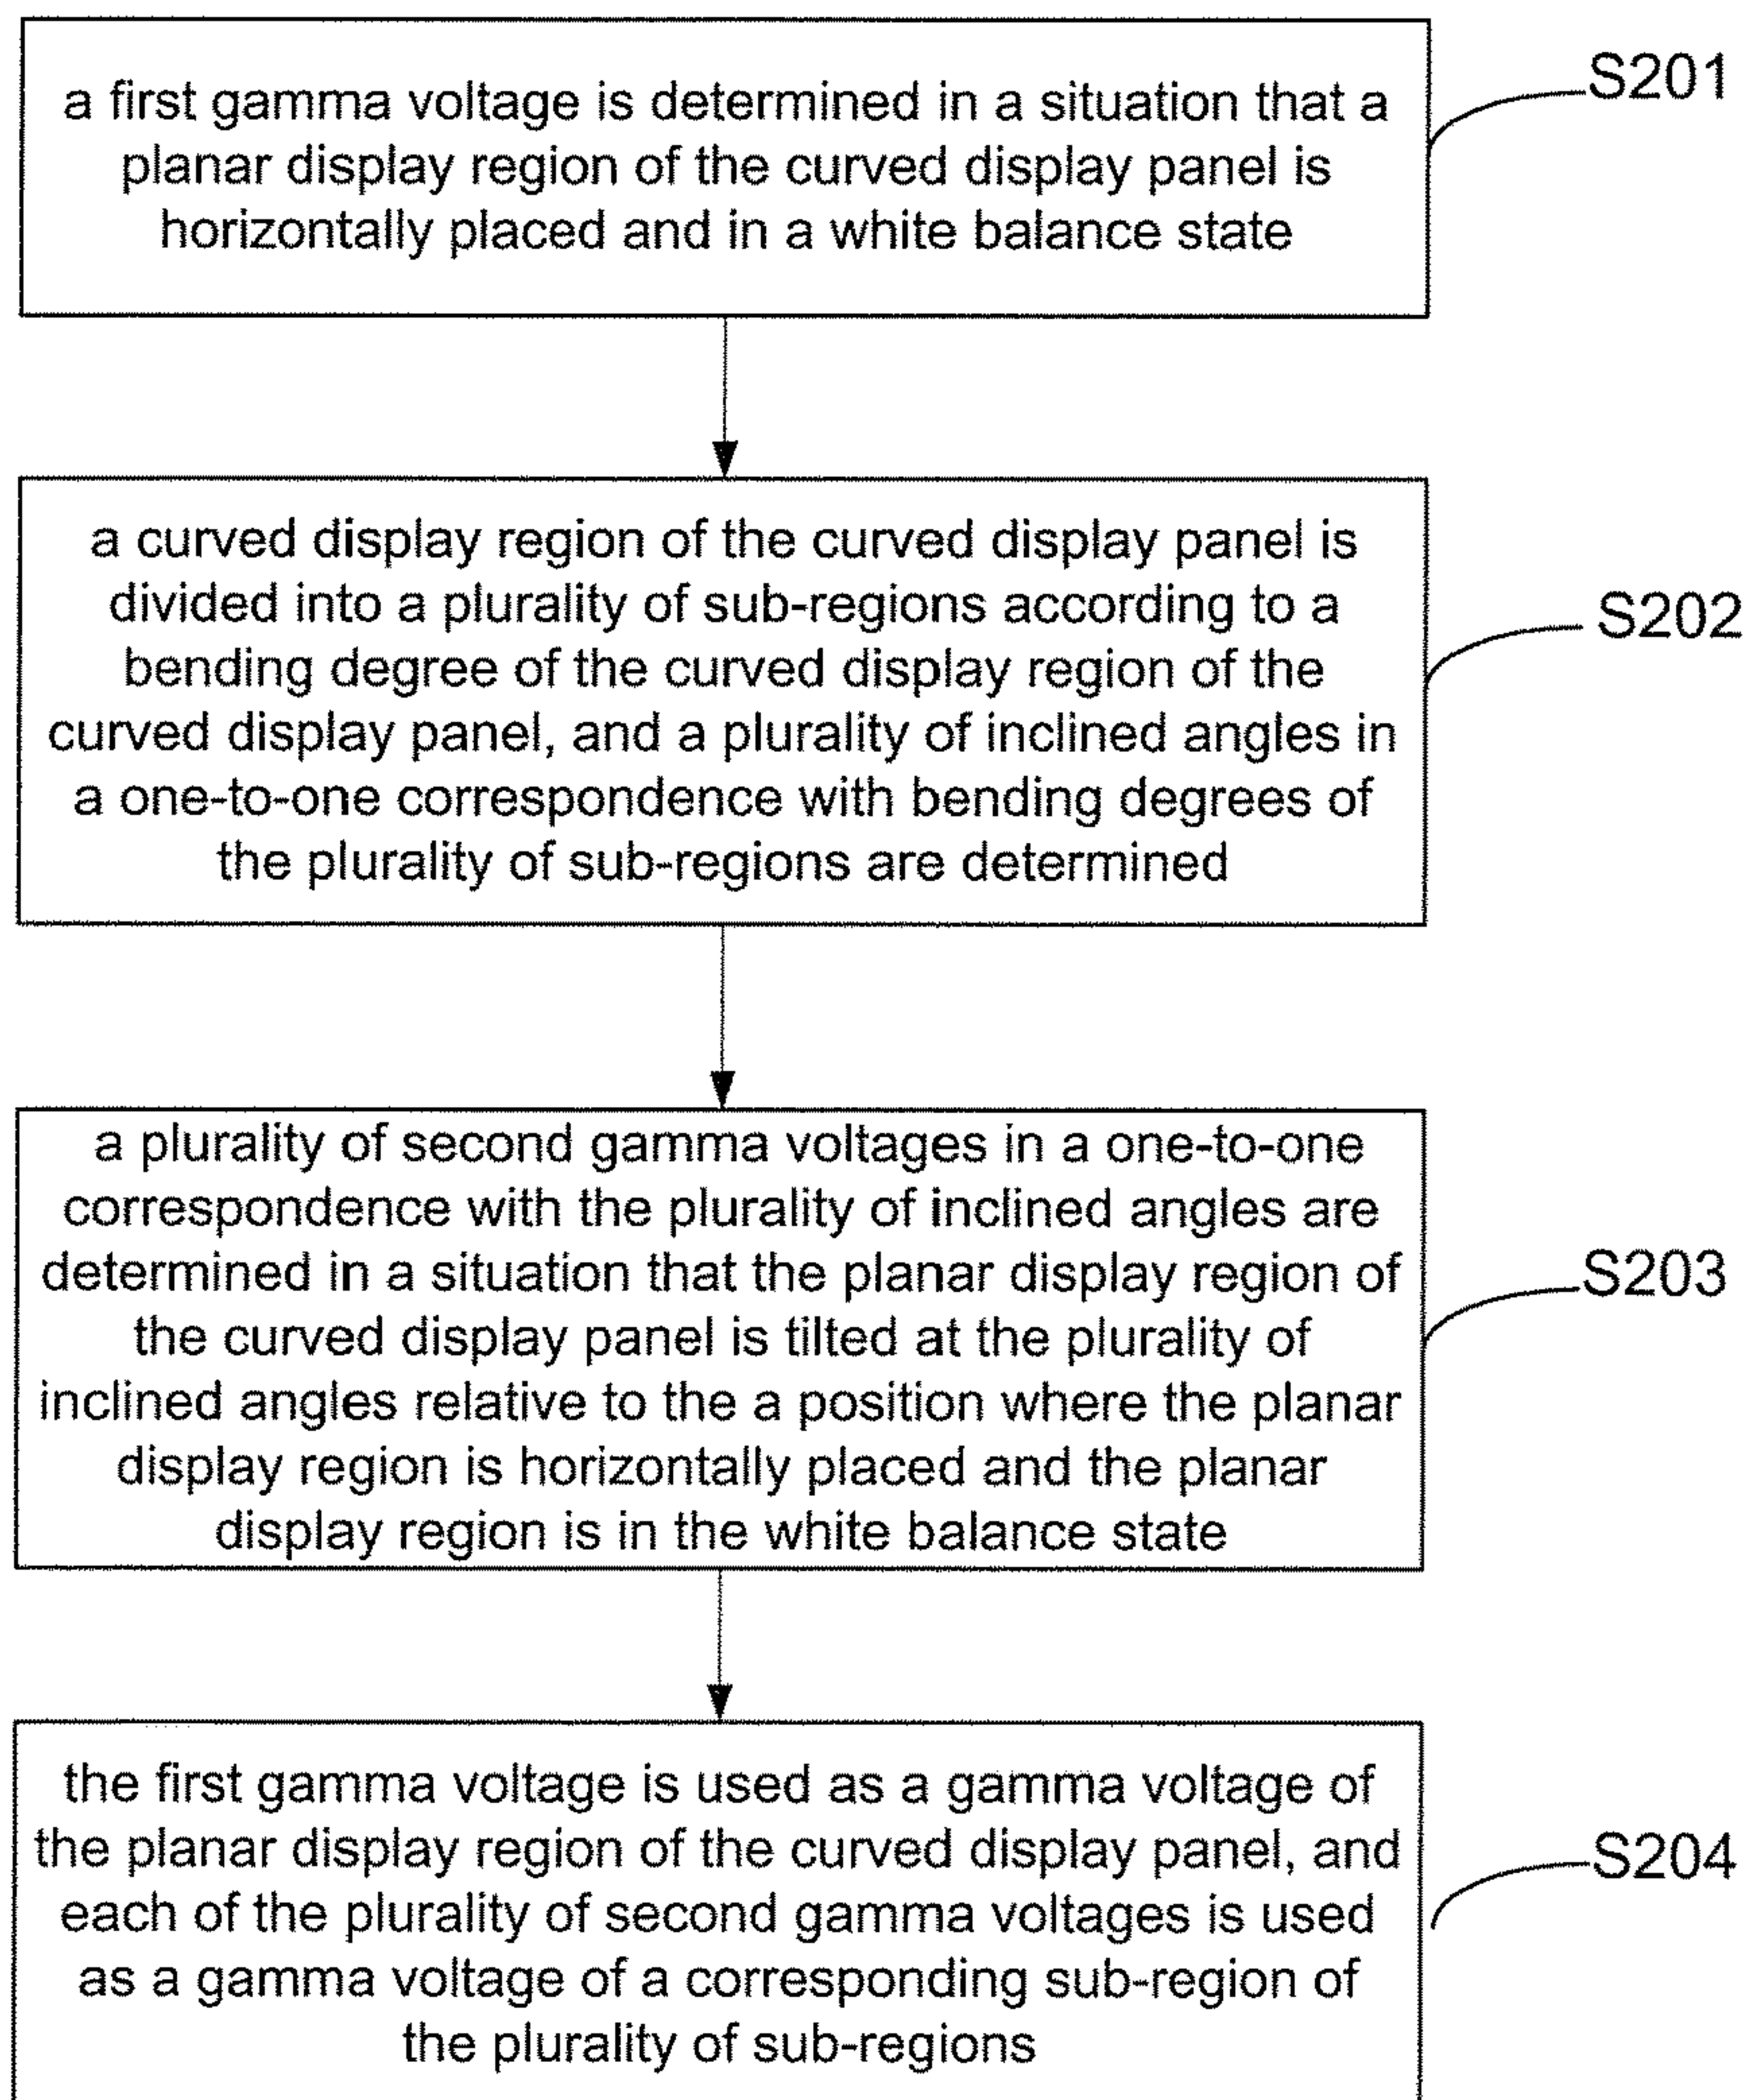 a first gamma voltage is determined in a situation that a
planar display region of the curved display panel is
horizontally placed and in a white balance state
S201
a curved display region of the curved display panel is
divided into a plurality of sub-regions according to a
bending degree of the curved display region of the
curved display panel, and a plurality of inclined angles in
a one-to-one correspondence with bending degrees of
the plurality of sub-regions are determined
S202
a plurality of second gamma voltages in a one-to-one
correspondence with the plurality of inclined angles are
determined in a situation that the planar display region of
the curved display panel is tilted at the plurality of
inclined angles relative to the a position where the planar
display region is horizontally placed and the planar
display region is in the white balance state
S203
the first gamma voltage is used as a gamma voltage of
the planar display region of the curved display panel, and
each of the plurality of second gamma voltages is used
as a gamma voltage of a corresponding sub-region of
the plurality of sub-regions
S204